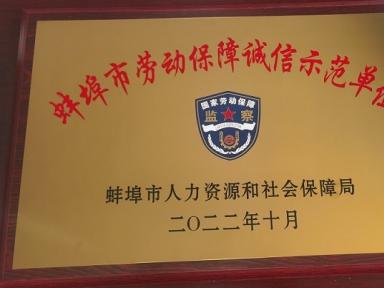 蚌埠市劳动保障诚信示范单
国家劳动保障
监察
蚌埠市人力资源和社会保障局
二〇二二年十月